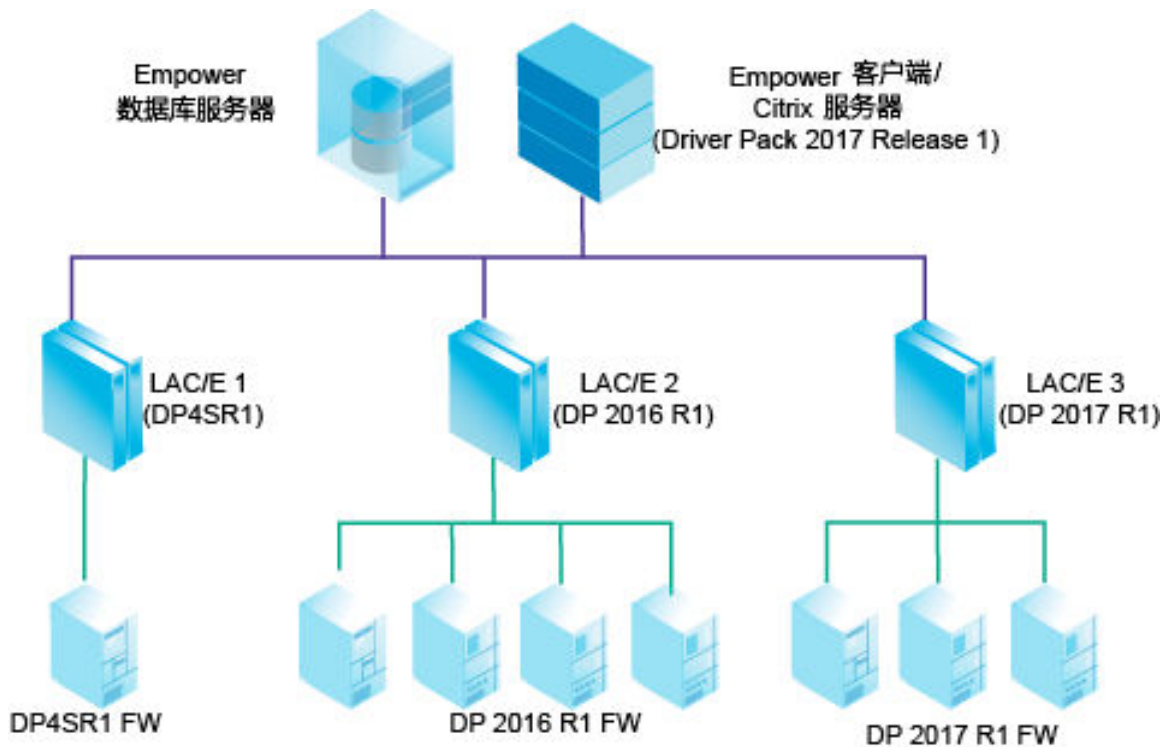 Empower
数据库服务器
Empower 客户端/
Citrix 服务器
(Driver Pack 2017 Release 1)
LAC/E 1
(DP4SR1)
LAC/E 2
(DP 2016 R1)
LAC/E 3
(DP 2017 R1)
DP4SR1 FW
DP 2016 R1 FW
DP 2017 R1 FW